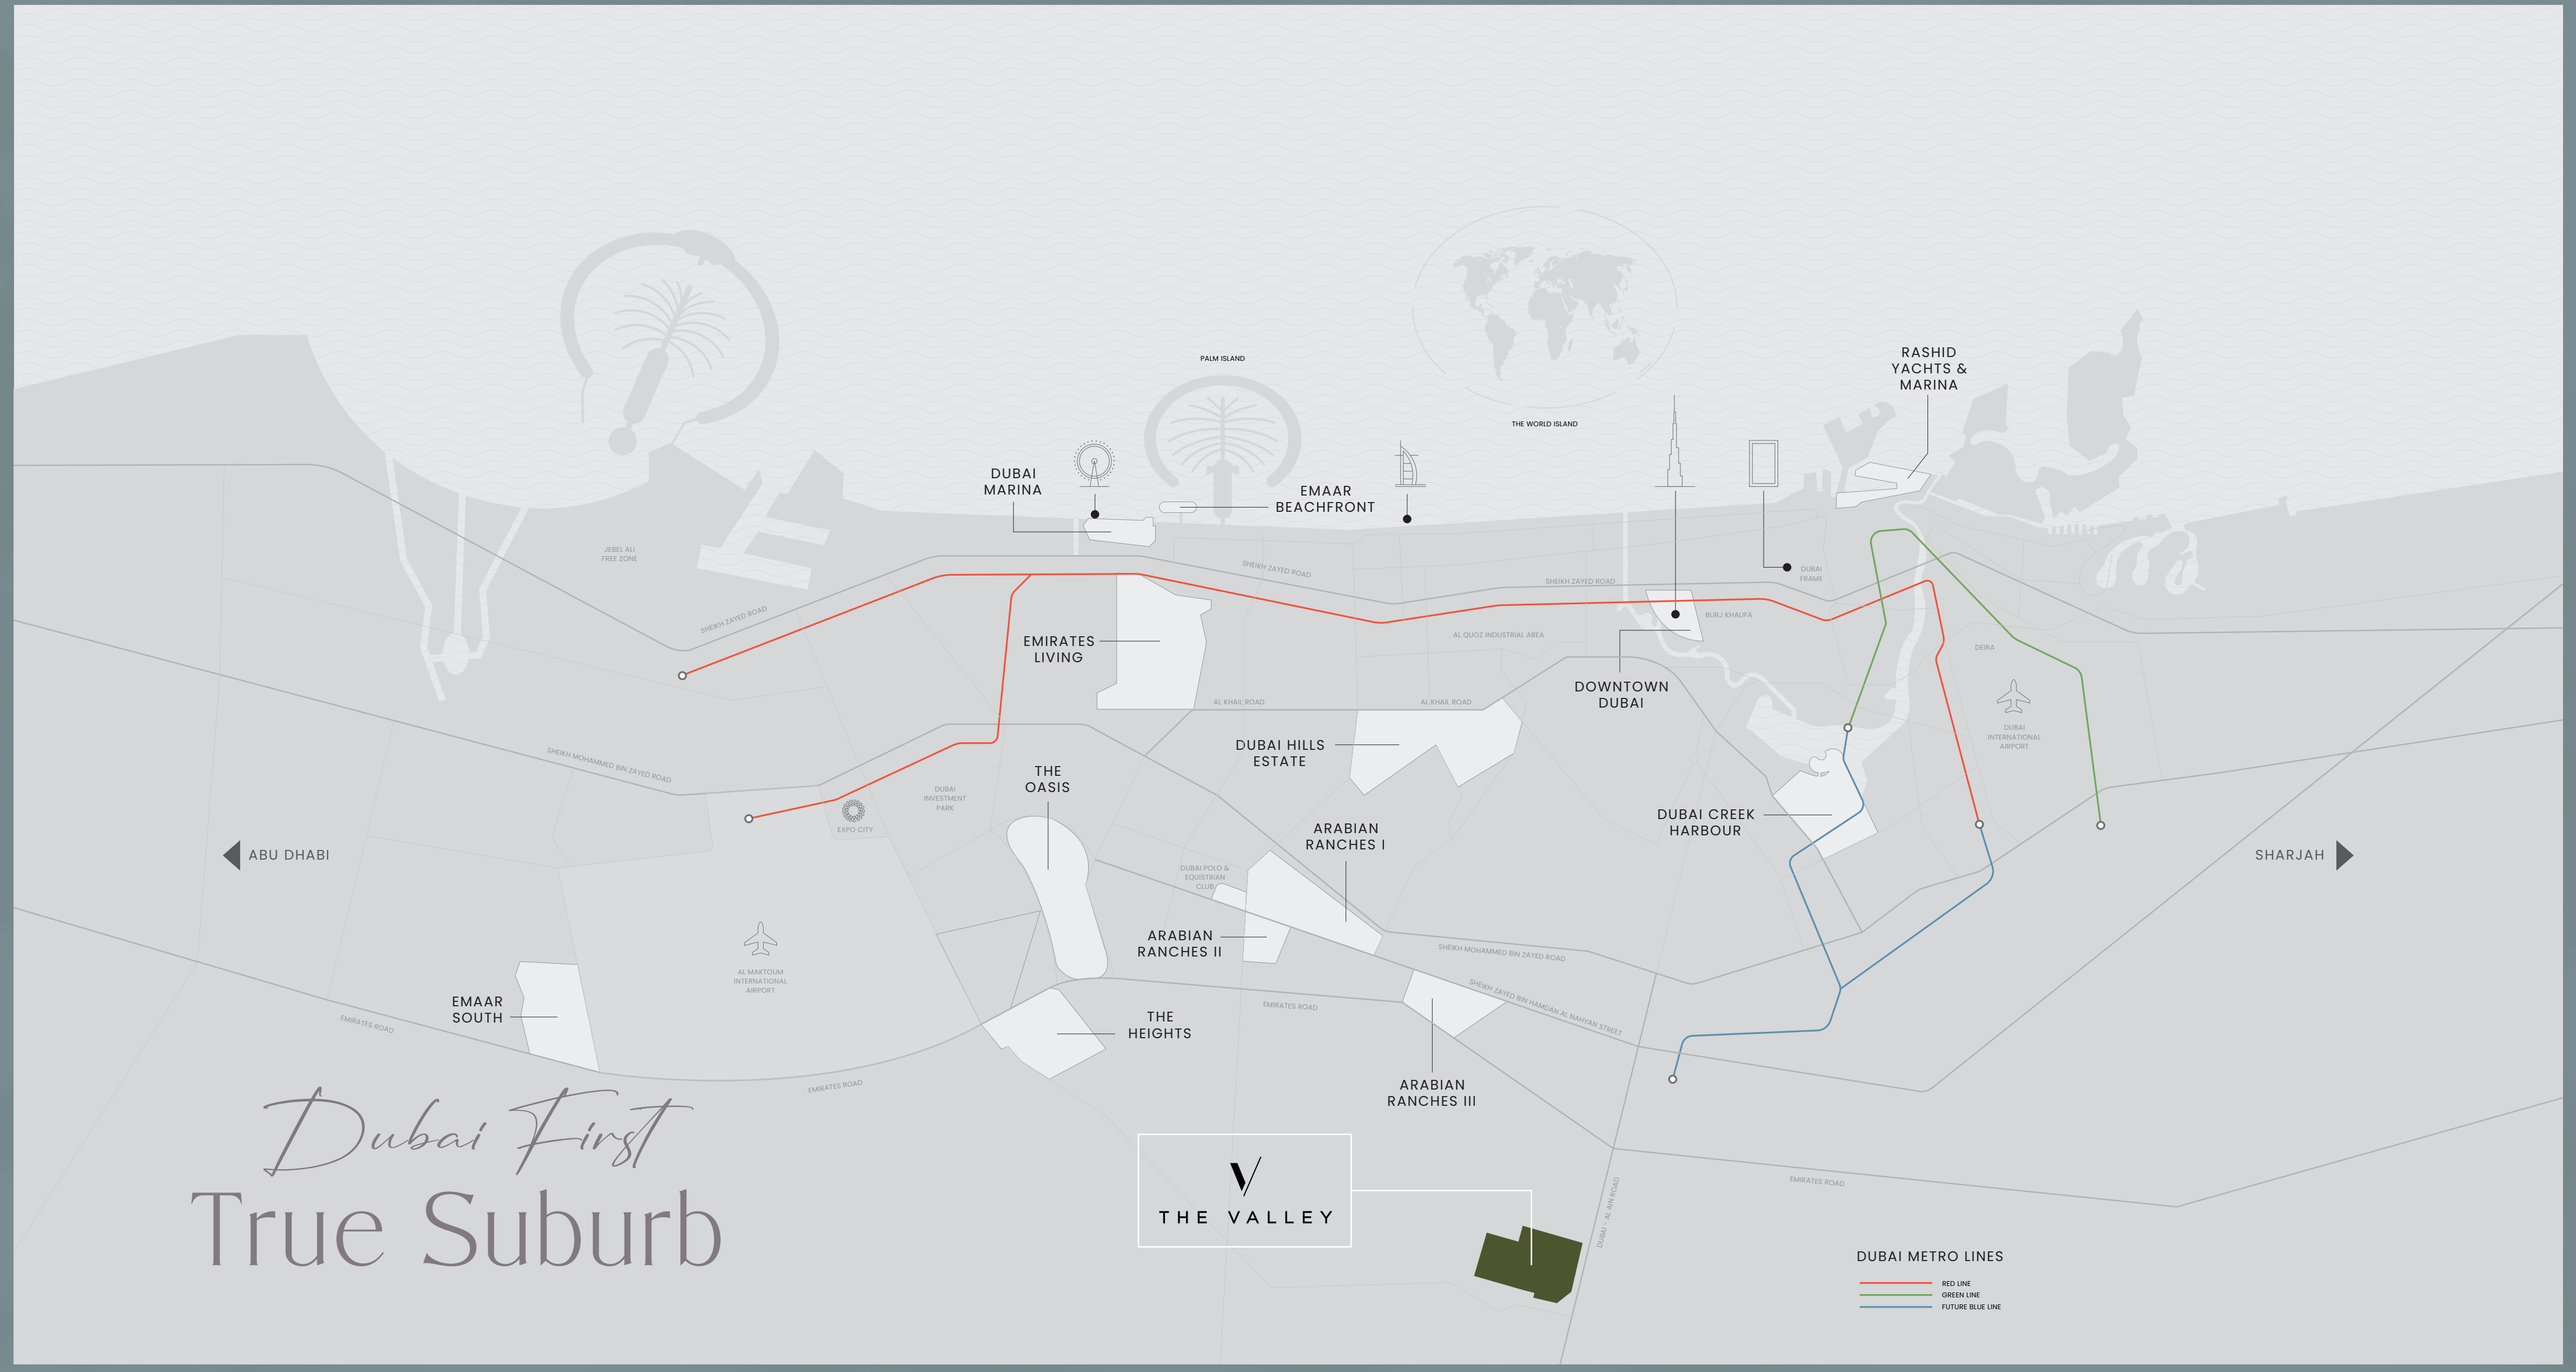 PALM ISLAND
THE WORLD ISLAND
RASHID
YACHTS &
MARINA
DUBAI
MARINA
EMAAR
BEACHFRONT
JEBEL ALI
FREE ZONE
SHEIKH ZAYED ROAD
SHEIKH ZAYED ROAD
SHEIKH ZAYED ROAD
DUBAI
FRAME
BURJ KHALIFA
AL QUOZ INDUSTRIAL AREA
DEIRA
EMIRATES
LIVING
DOWNTOWN
DUBAI
AL KHAIL ROAD
AL KHAIL ROAD
DUBAI
INTERNATIONAL
AIRPORT
DUBAI HILLS
ESTATE
SHEIKH MOHAMMED BIN ZAYED ROAD
THE
OASIS
DUBAI
INVESTMENT
PARK
EXPO CITY
DUBAI CREEK
HARBOUR
ARABIAN
RANCHES I
ABU DHABI
SHARJAH
DUBAI POLO &
EQUISTRIAN
CLUB
ARABIAN
RANCHES II
SHEIKH MOHAMMED BIN ZAYED ROAD
AL MAKTOUM
INTERNATIONAL
AIRPORT
SHEIKH ZAYED BIN HAMDAN AL NAHYAN STREET
EMAAR
SOUTH
EMIRATES ROAD
EMIRATES ROAD
THE
HEIGHTS
EMIRATES ROAD
ARABIAN
RANCHES III
Dubai First
True Suburb
THE VALLEY
DUBAI - AL AIN ROAD
EMIRATES ROAD
DUBAI METRO LINES
RED LINE
GREEN LINE
FUTURE BLUE LINE